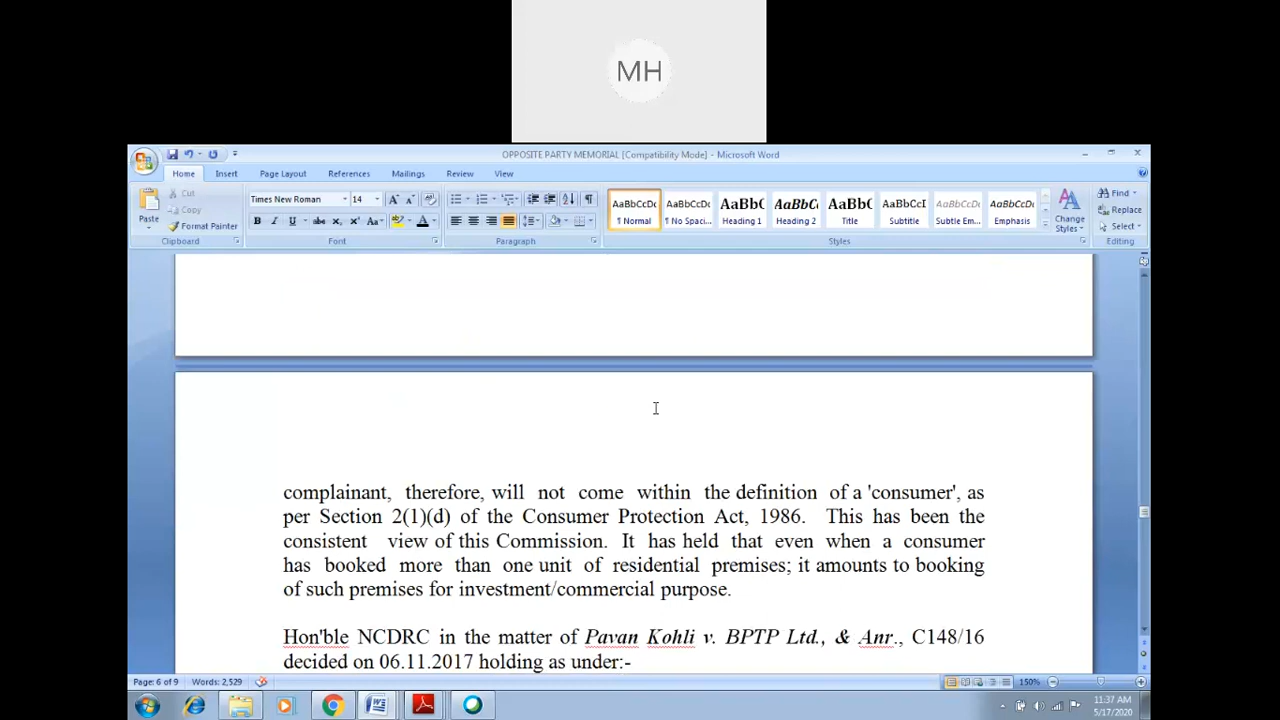 MH
OPPOSITE PARTY MEMORIAL [Compatibility Mode] - Microsoft Word
Home Insert Page Layout References Mailings Review View
Paste
Cut
Copy
Format Painter
Clipboard
Times New Roman 14
Font
Paragraph
AaBbCcDc AaBbCcDc AaBbC AaBbC AaBb( AaBbCcI AaBbCcDc AaBbCcDc
¶ Normal ¶ No Spaci... Heading 1 Heading 2 Title Subtitle Subtle Em... Emphasis
Change Styles
Styles
Find
Replace
Select
Editing
complainant, therefore, will not come within the definition of a 'consumer', as
per Section 2(1)(d) of the Consumer Protection Act, 1986. This has been the
consistent view of this Commission. It has held that even when a consumer
has booked more than one unit of residential premises; it amounts to booking
of such premises for investment/commercial purpose.
Hon'ble NCDRC in the matter of Pavan Kohli v. BPTP Ltd., & Anr., C148/16
decided on 06.11.2017 holding as under:-
Page: 6 of 9 Words: 2,529 150%
11:37 AM
5/17/2020